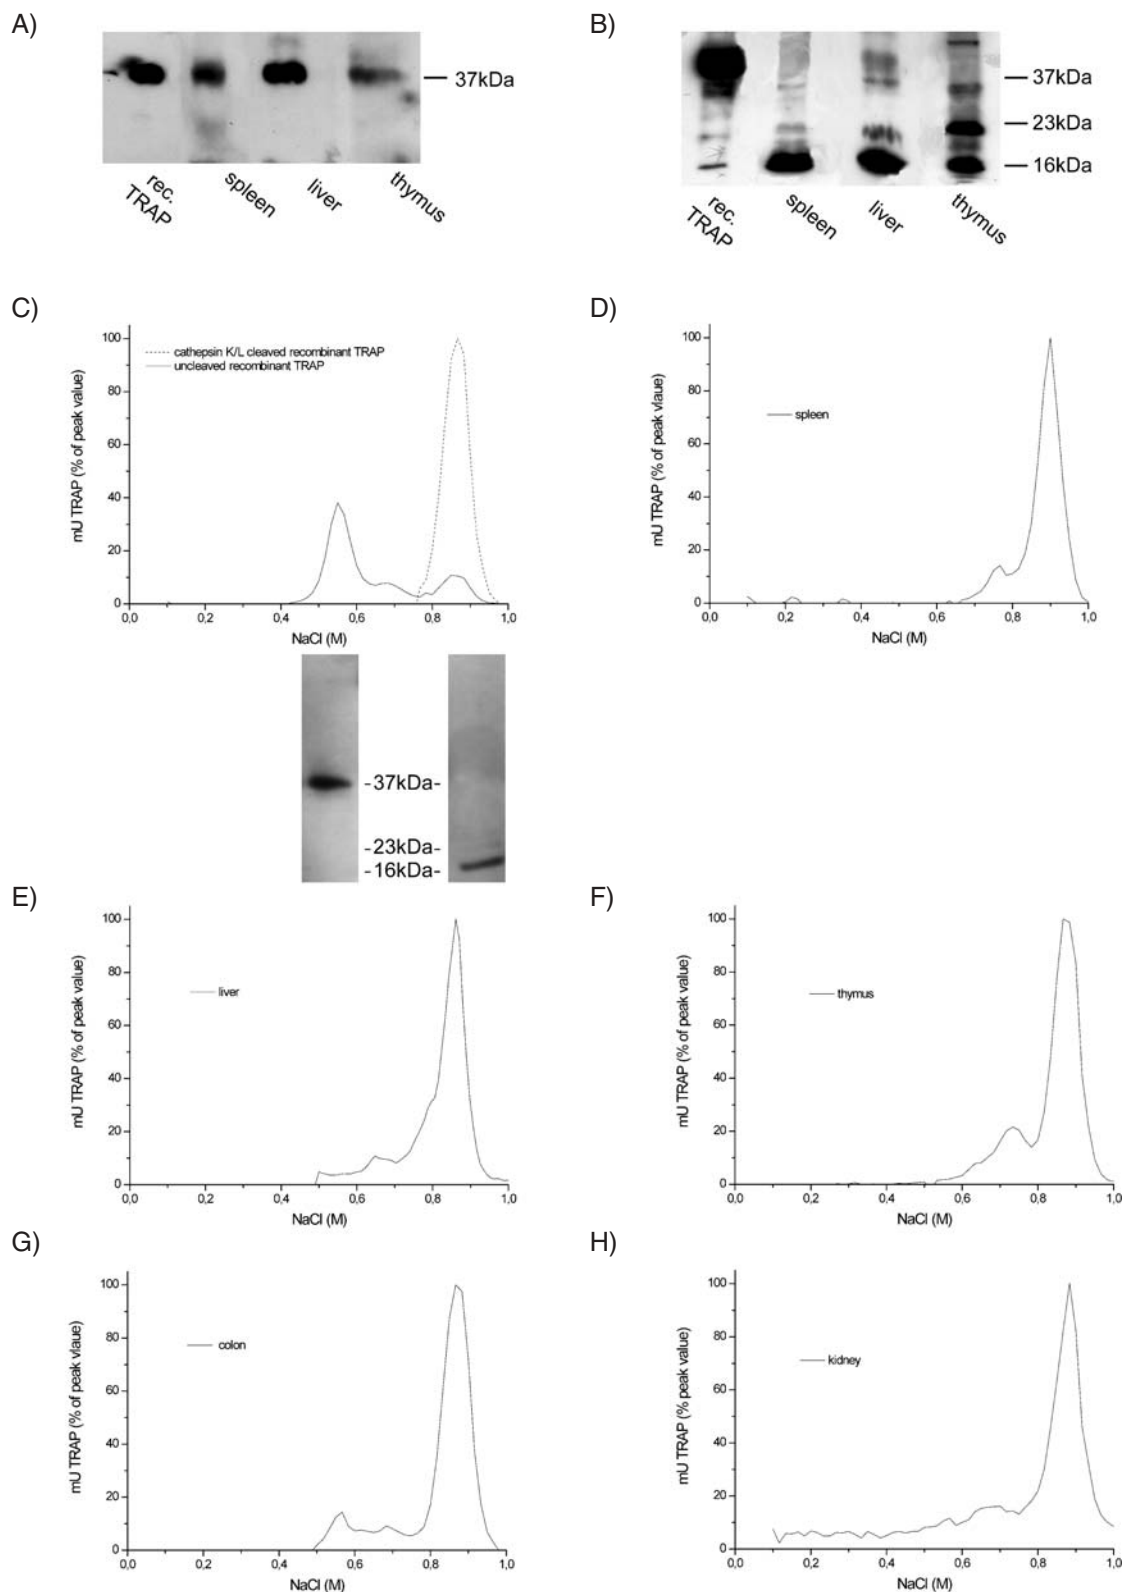 A)
37kDa
rec.
TRAP
spleen
liver
thymus
B)
37kDa
23kDa
16kDa
rec.
TRAP
spleen
liver
thymus
C)
mU TRAP (% of peak value)
100
80
60
40
20
0
cathepsin K/L cleaved recombinant TRAP
uncleaved recombinant TRAP
0,0 0,2 0,4 0,6 0,8 1,0
NaCl (M)
-37kDa-
-23kDa-
-16kDa-
D)
mU TRAP (% of peak vlaue)
100
80
60
40
20
0
spleen
0,0 0,2 0,4 0,6 0,8 1,0
NaCl (M)
E)
mU TRAP (% of peak value)
100
80
60
40
20
0
liver
0,0 0,2 0,4 0,6 0,8 1,0
NaCl (M)
F)
mU TRAP (% of peak value)
100
80
60
40
20
0
thymus
0,0 0,2 0,4 0,6 0,8 1,0
NaCl (M)
G)
mU TRAP (% of peak vlaue)
100
80
60
40
20
0
colon
0,0 0,2 0,4 0,6 0,8 1,0
NaCl (M)
H)
mU TRAP (% peak value)
100
80
60
40
20
0
kidney
0,0 0,2 0,4 0,6 0,8 1,0
NaCl (M)